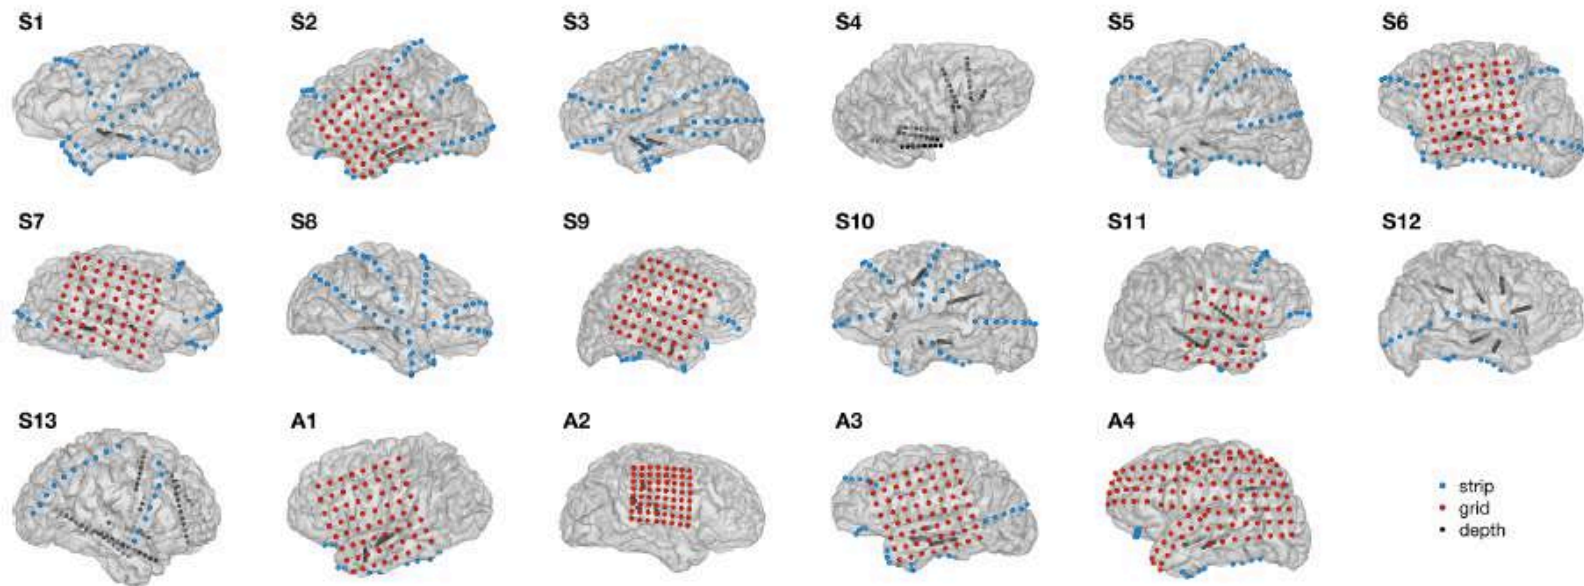 S1 S2 S3 S4 S5 S6
S7 S8 S9 S10 S11 S12
S13 A1 A2 A3 A4
strip
grid
depth